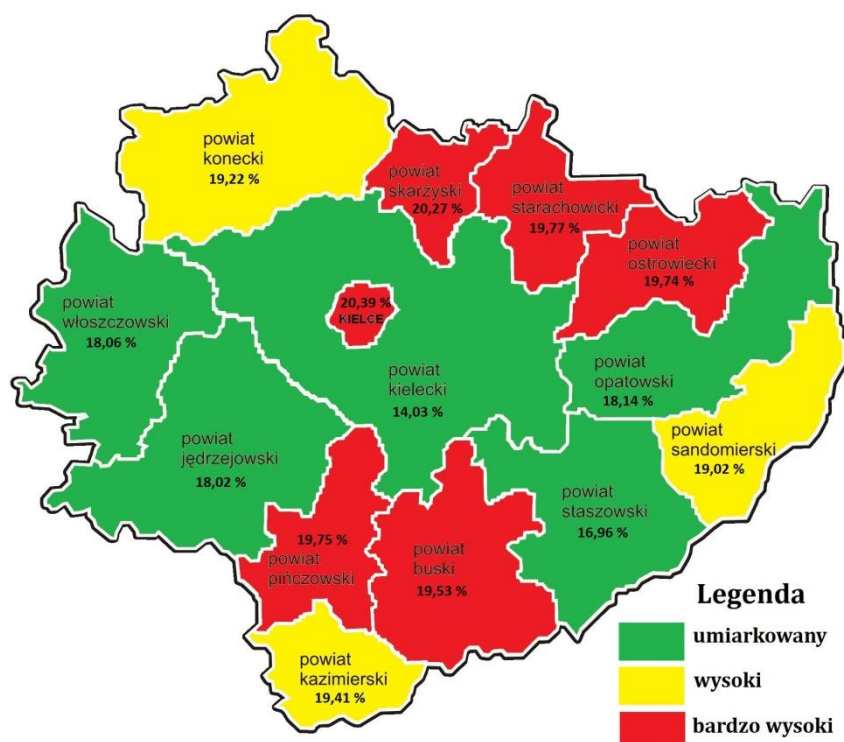 powiat
konecki
19,22 %
powiat
skarżyski
20,27 %
powiat
starachowicki
19,77 %
powiat
ostrowiecki
19,74 %
powiat
włoszczowski
18,06 %
20,39 %
KIELCE
powiat
kielecki
14,03 %
powiat
opatowski
18,14 %
powiat
sandomierski
19,02 %
powiat
jędrzejowski
18,02 %
powiat
staszowski
16,96 %
19,75 %
powiat
pińczowski
powiat
buski
19,53 %
powiat
kazimierski
19,41 %
Legenda
umiarkowany
wysoki
bardzo wysoki